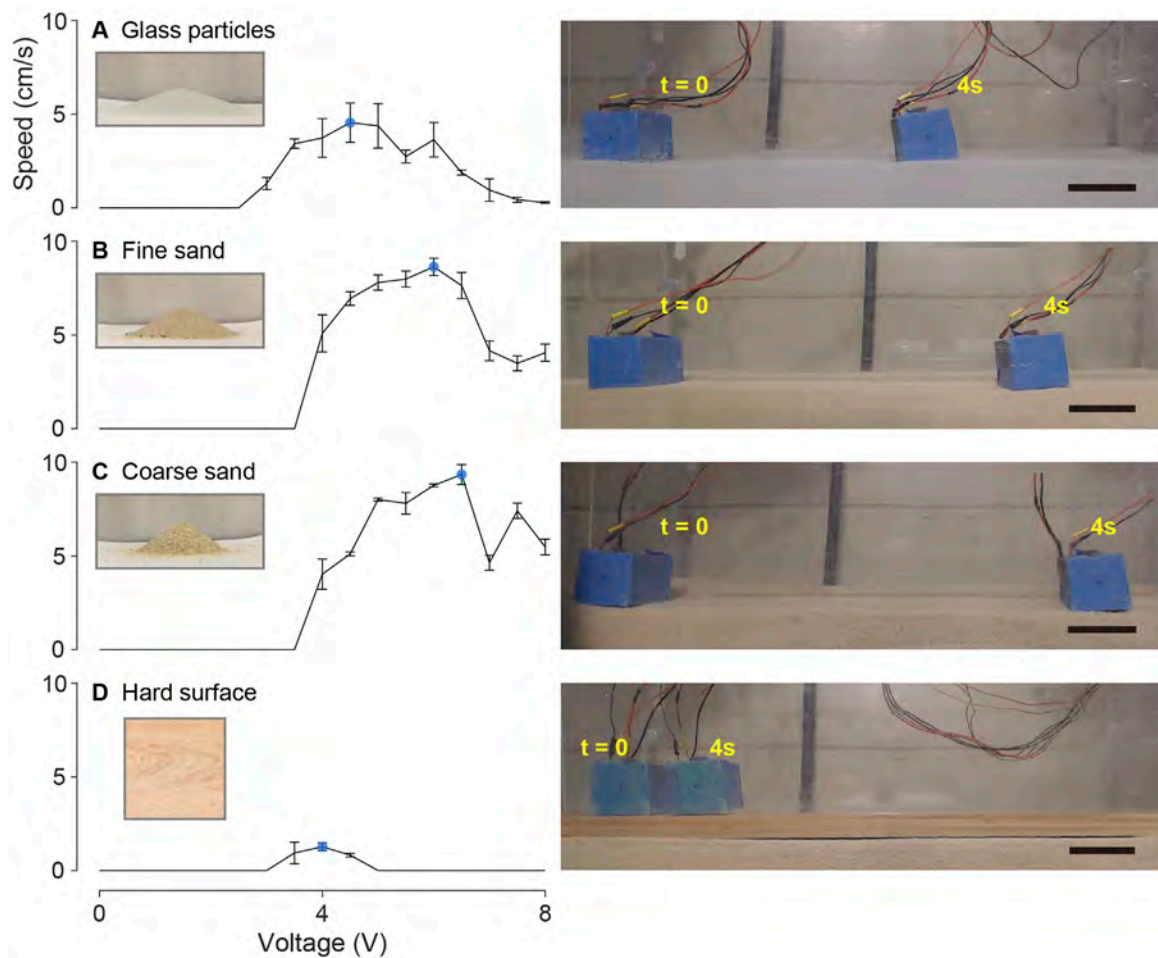 A Glass particles
10
5
0
Speed (cm/s)
t = 0
4s
B Fine sand
10
5
0
t = 0
4s
C Coarse sand
10
5
0
t = 0
4s
D Hard surface
10
5
0
t = 0
4s
0
4
8
Voltage (V)